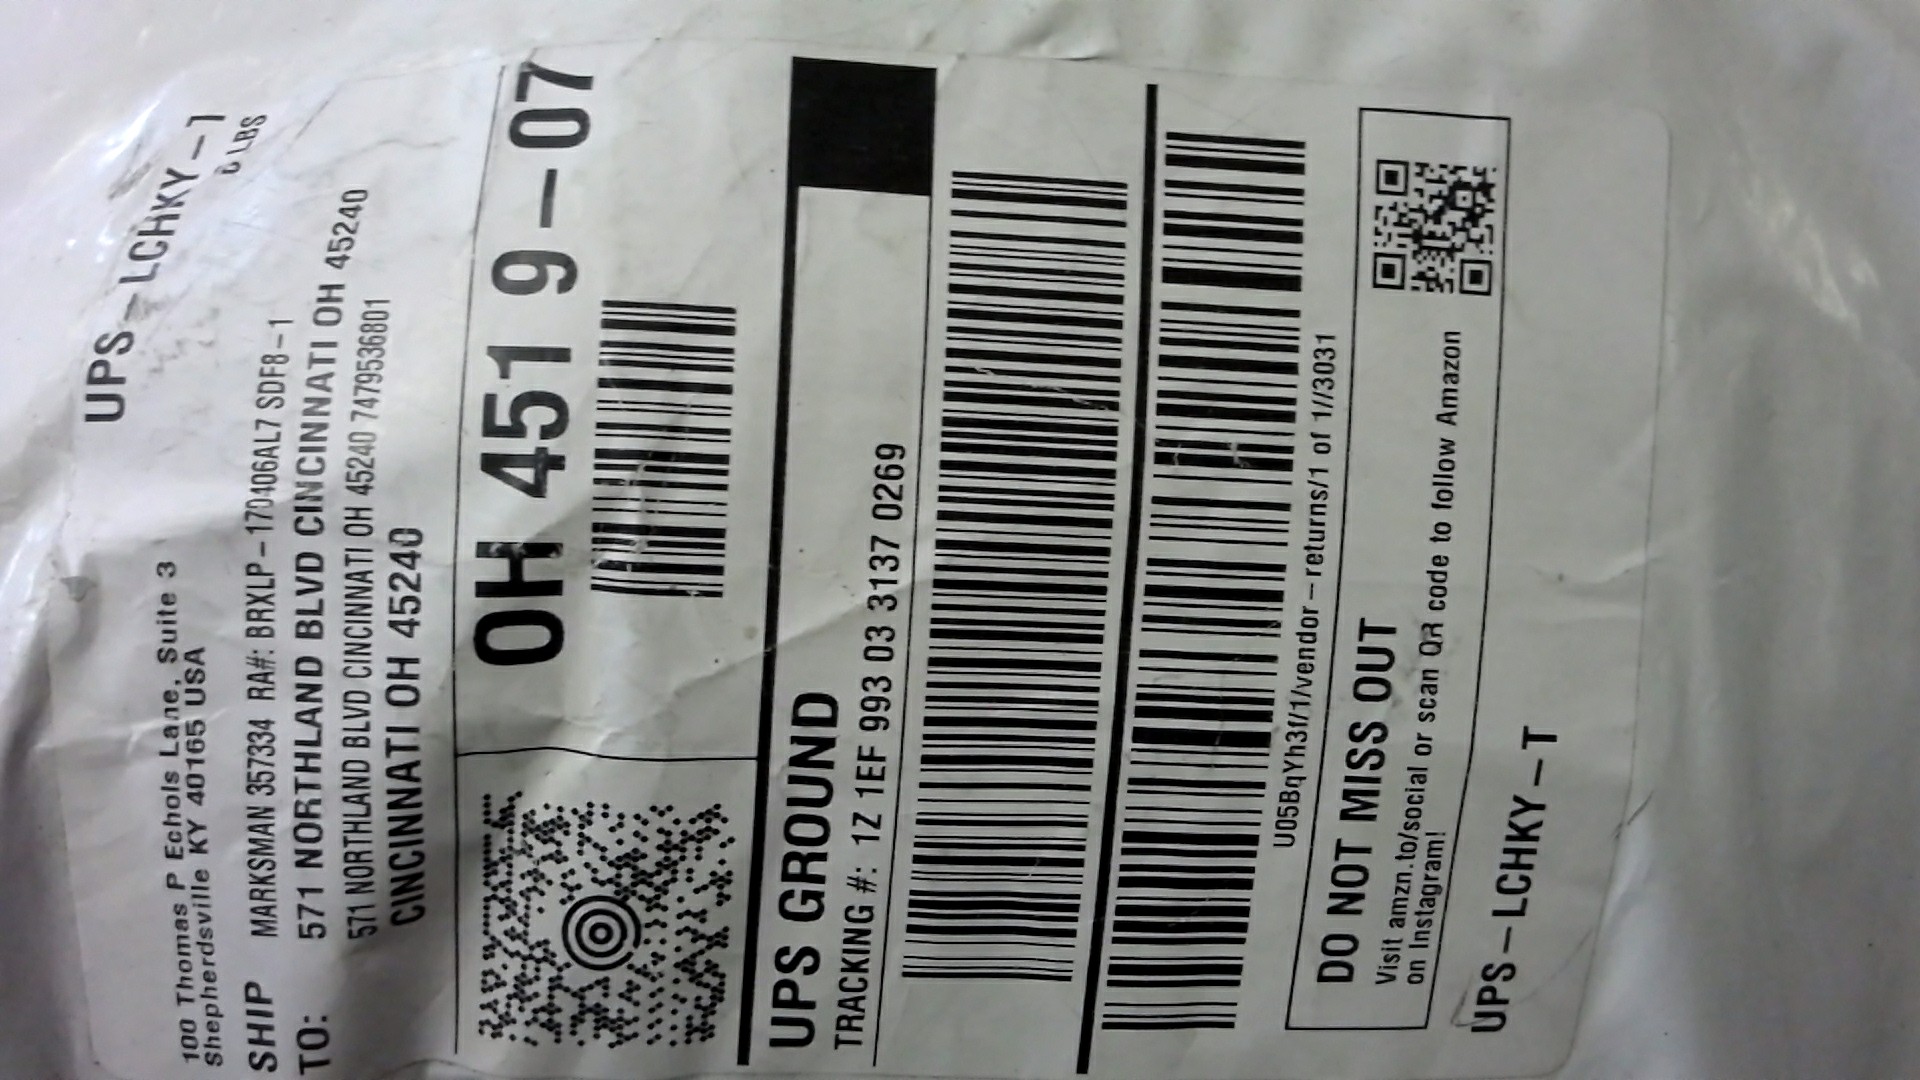 UPS-LCHKY-T
6 LBS
100 Thomas P Echols Lane, Suite 3
Shepherdsville KY 40165 USA
SHIP
TO:
MARKSMAN 357334 RA#: BRXLP-170406AL7 SDF8-1
571 NORTHLAND BLVD CINCINNATI OH 45240
571 NORTHLAND BLVD CINCINNATI OH 45240 7479536801
CINCINNATI OH 45240
OH 451 9-07
UPS GROUND
TRACKING #: 1Z 1EF 993 03 3137 0269
U05BqYh3f/1/vendor-returns/1 of 1//3031
DO NOT MISS OUT
Visit amzn.to/social or scan QR code to follow Amazon
on Instagram!
UPS-LCHKY-T